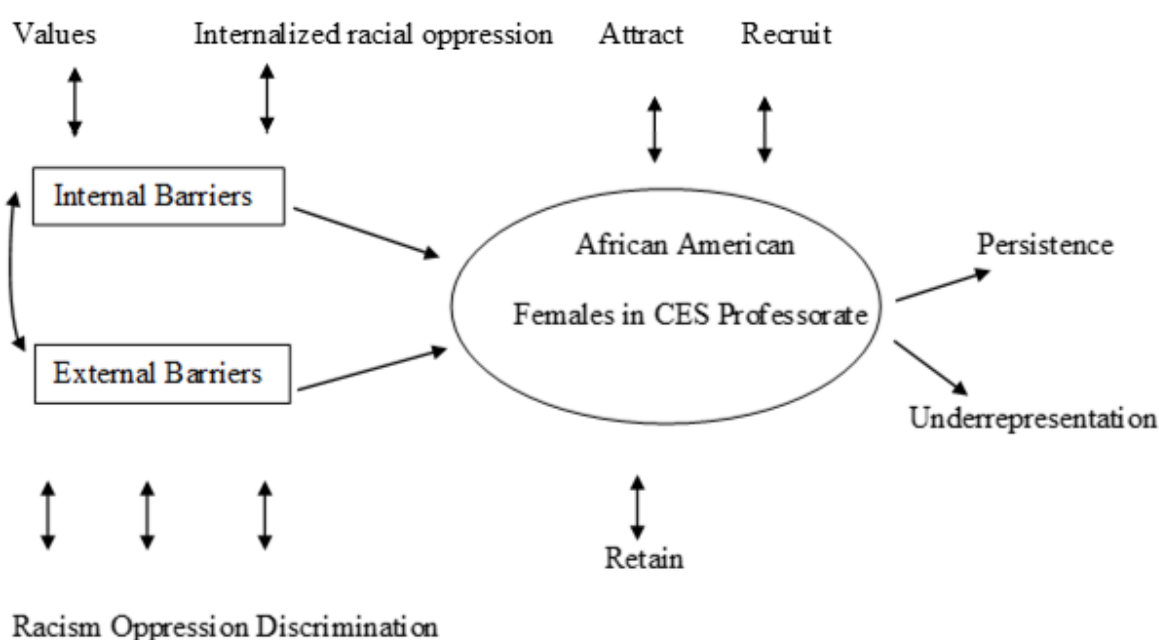 Values Internalized racial oppression Attract Recruit
Internal Barriers
African American
Females in CES Professorate
Persistence
External Barriers
Underrepresentation
Retain
Racism Oppression Discrimination